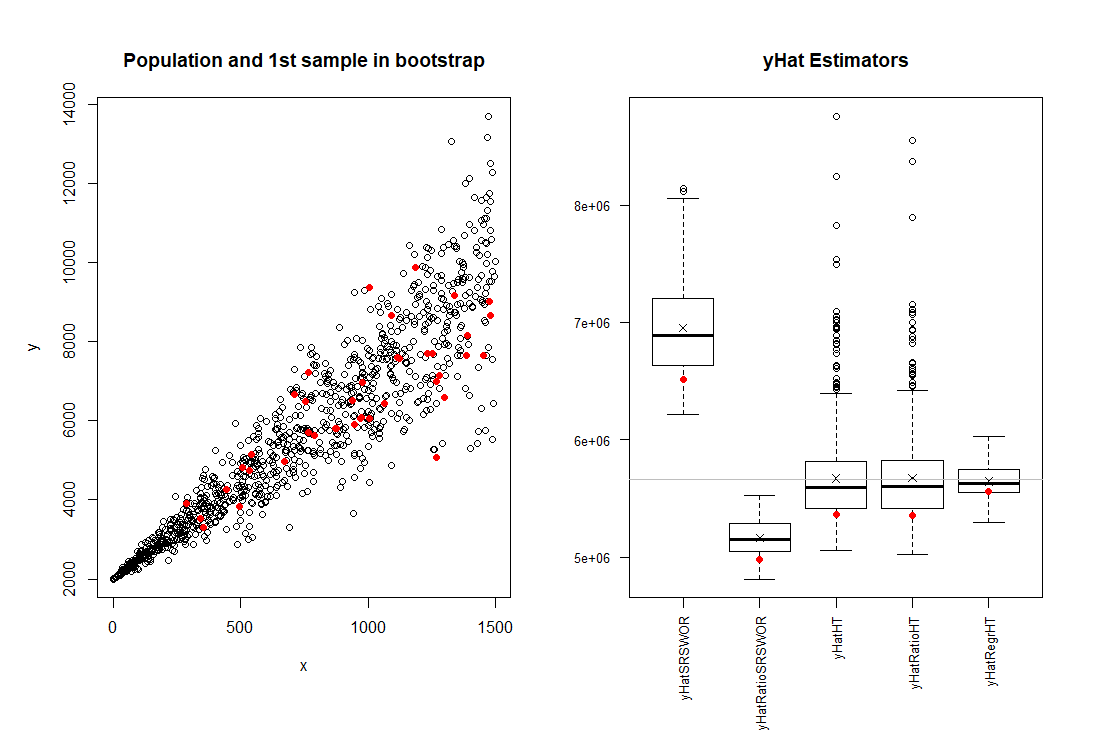 Population and 1st sample in bootstrap
y
14000
12000
10000
8000
6000
4000
2000
0
500
1000
1500
x
yHat Estimators
8e+06
7e+06
6e+06
5e+06
yHatSRSWOR
yHatRatioSRSWOR
yHatHT
yHatRatioHT
yHatRegrHT